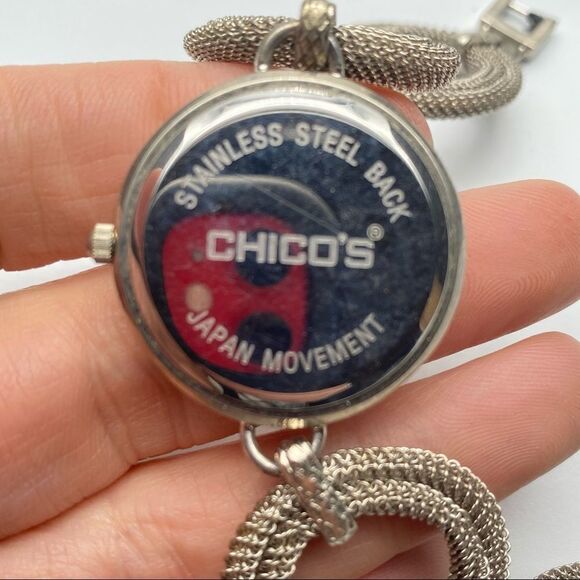 STAINLESS STEEL BACK
CHICO'S®
JAPAN MOVEMENT